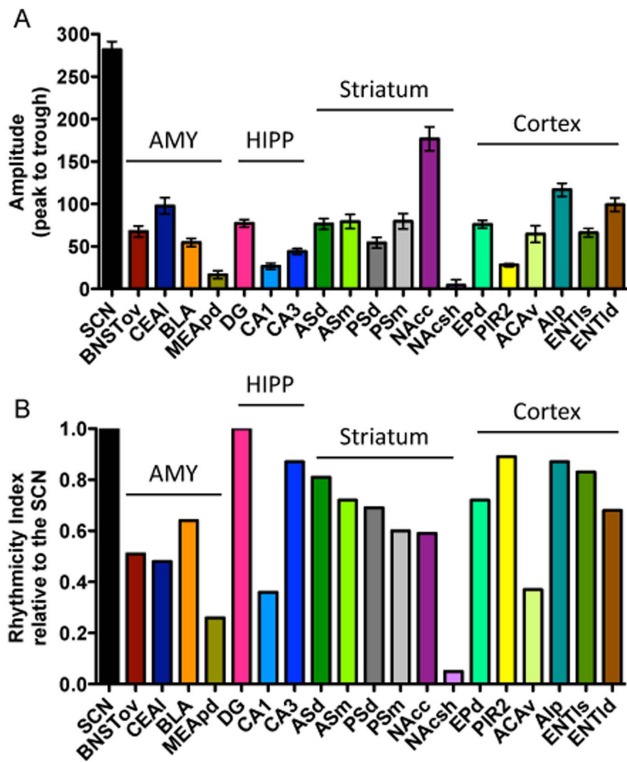 A
Amplitude
(peak to trough)
300
250
200
150
100
50
0
AMY
HIPP
Striatum
Cortex
SCN
BNSTov
CEAl
BLA
MEApd
DG
CA1
CA3
ASd
ASm
PSd
PSm
NAcc
NAcsh
EPd
PIR2
ACAv
AIp
ENTls
ENTld
B
Rhythmicity Index
relative to the SCN
1.0
0.8
0.6
0.4
0.2
0.0
AMY
HIPP
Striatum
Cortex
SCN
BNSTov
CEAl
BLA
MEApd
DG
CA1
CA3
ASd
ASm
PSd
PSm
NAcc
NAcsh
EPd
PIR2
ACAv
AIp
ENTls
ENTld